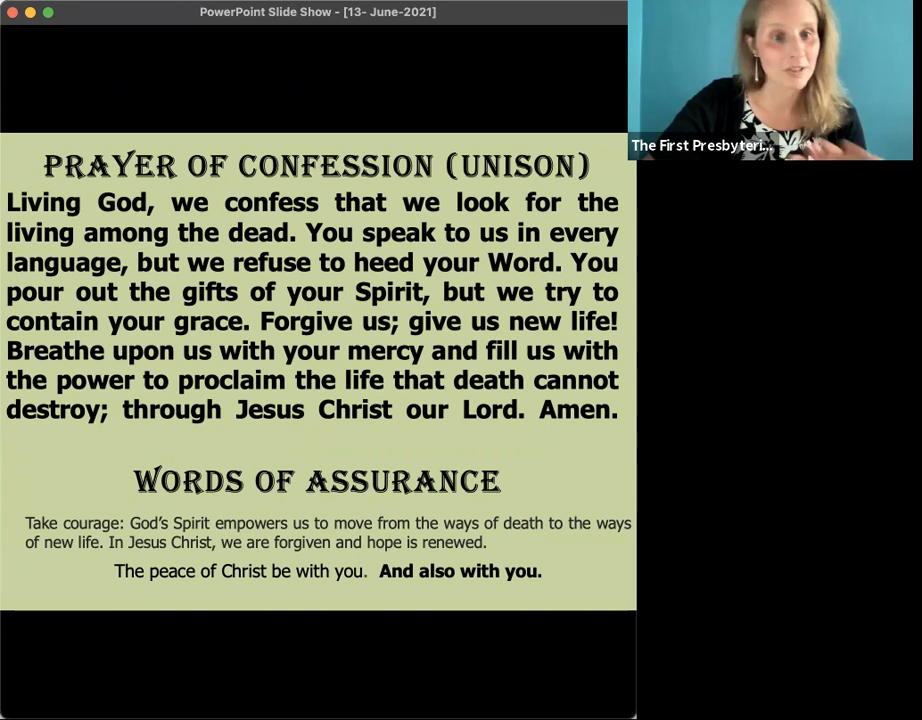 PowerPoint Slide Show - [13- June-2021]
The First Presbyteri...
PRAYER OF CONFESSION (UNISON)
Living God, we confess that we look for the
living among the dead. You speak to us in every
language, but we refuse to heed your Word. You
pour out the gifts of your Spirit, but we try to
contain your grace. Forgive us; give us new life!
Breathe upon us with your mercy and fill us with
the power to proclaim the life that death cannot
destroy; through Jesus Christ our Lord. Amen.
WORDS OF ASSURANCE
Take courage: God’s Spirit empowers us to move from the ways of death to the ways
of new life. In Jesus Christ, we are forgiven and hope is renewed.
The peace of Christ be with you. And also with you.